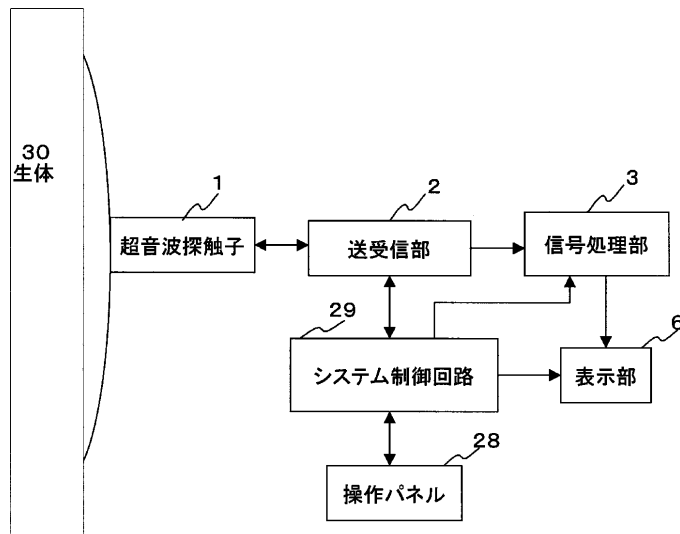 30
生体
1
超音波探触子
2
送受信部
3
信号処理部
29
システム制御回路
6
表示部
28
操作パネル